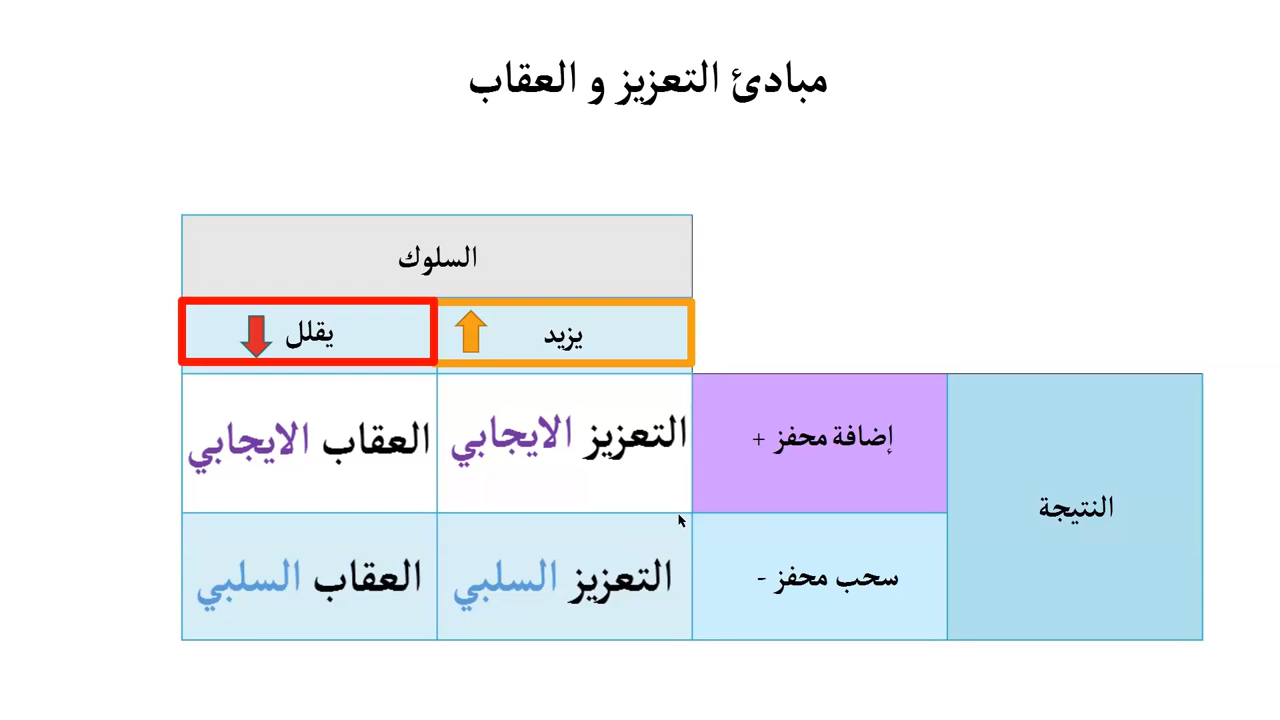 مبادئ التعزيز و العقاب
السلوك
يزيد
يقلل
النتيجة
إضافة محفز +
التعزيز الايجابي
العقاب الايجابي
سحب محفز -
التعزيز السلبي
العقاب السلبي